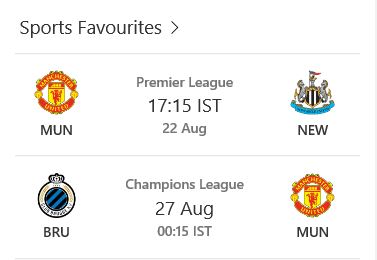 Sports Favourites >
Premier League
17:15 IST
22 Aug
MUN
NEW
Champions League
27 Aug
00:15 IST
BRU
MUN